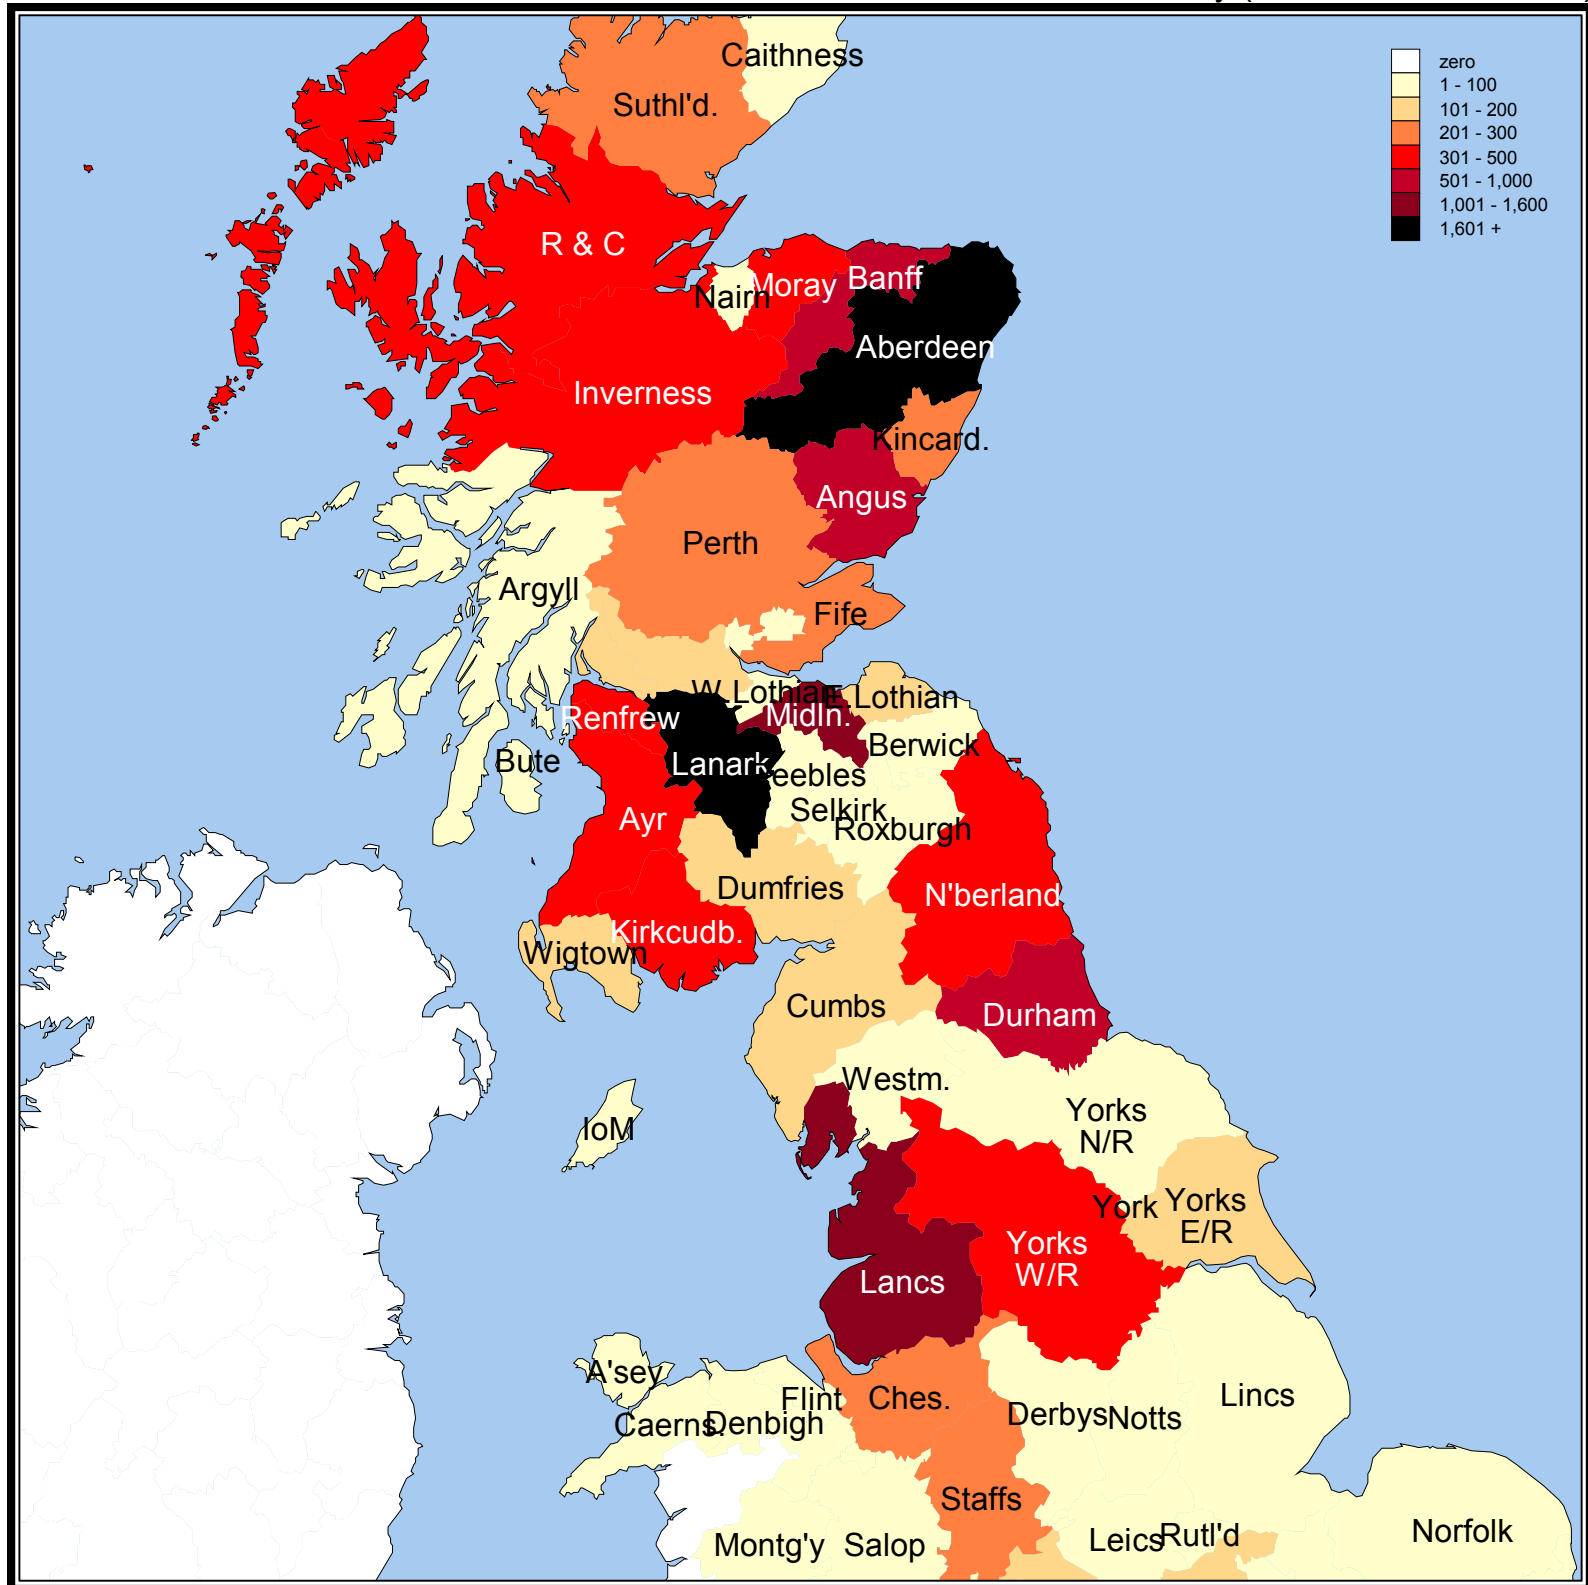 Caithness
Suthl'd.
zero
1 - 100
101 - 200
201 - 300
301 - 500
501 - 1,000
1,001 - 1,600
1,601 +
R & C
Nairn
Moray
Banff
Aberdeen
Inverness
Kincard.
Angus
Perth
Argyll
Fife
W.Lothian
E.Lothian
Renfrew
Midln.
Berwick
Bute
Lanark
eebles
Selkirk
Ayr
Roxburgh
Dumfries
N'berland
Kirkcudb.
Wigtown
Cumbs
Durham
Westm.
IoM
Yorks
N/R
York
Yorks
E/R
Yorks
W/R
Lancs
A'sey
Flint
Ches.
Lincs
Caerns.
Denbigh
Derbys
Notts
Staffs
Montg'y
Salop
Leics
Rutl'd
Norfolk